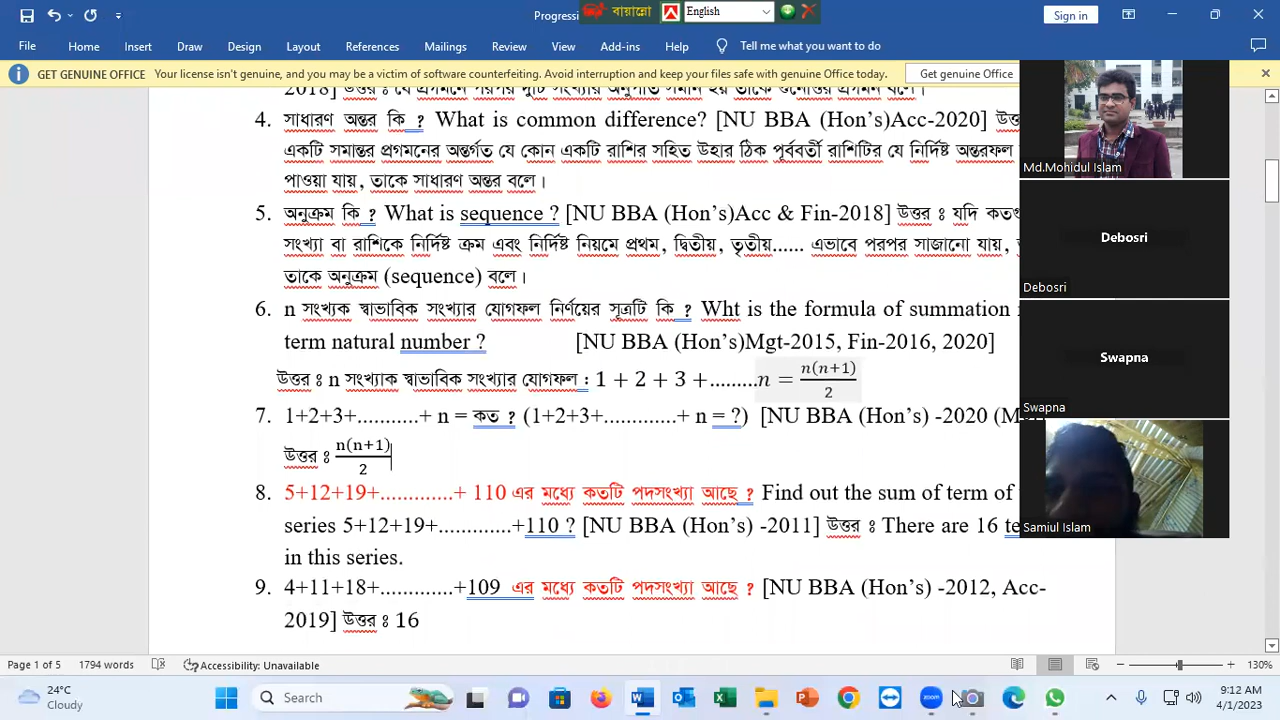 Progressi
বায়ান্নো
English
Sign in
File Home Insert Draw Design Layout References Mailings Review View Add-ins Help Tell me what you want to do
GET GENUINE OFFICE Your license isn't genuine, and you may be a victim of software counterfeiting. Avoid interruption and keep your files safe with genuine Office today. Get genuine Office
2018] উত্তর ঃ যে প্রগমনে পরপর দুটি সংখ্যার অনুপাত সমান হয় তাকে গুনোত্তর প্রগমন বলে।
4. সাধারণ অন্তর কি ? What is common difference? [NU BBA (Hon's)Acc-2020]
একটি সমান্তর প্রগমনের অন্তর্গত যে কোন একটি রাশির সহিত উহার ঠিক পূর্ববর্তী রাশিটির যে নির্দিষ্ট অন্তরফল
পাওয়া যায়, তাকে সাধারণ অন্তর বলে।
5. অনুক্রম কি ? What is sequence ? [NU BBA (Hon's)Acc & Fin-2018] উত্তর ঃ যদি
সংখ্যা বা রাশিকে নির্দিষ্ট ক্রম এবং নির্দিষ্ট নিয়মে প্রথম, দ্বিতীয়, তৃতীয়...... এভাবে পরপর সাজানো যায়,
তাকে অনুক্রম (sequence) বলে।
6. n সংখ্যক স্বাভাবিক সংখ্যার যোগফল নির্ণয়ের সূত্রটি কি ? Wht is the formula of summation
term natural number ? [NU BBA (Hon's)Mgt-2015, Fin-2016, 2020]
উত্তর ঃ n সংখ্যাক স্বাভাবিক সংখ্যার যোগফল : 1 + 2 + 3 +.........n = n(n+1)/2
7. 1+2+3+...........+ n = কত ? (1+2+3+.............+ n = ?) [NU BBA (Hon's) -2020
উত্তর ঃ n(n+1)/2
8. 5+12+19+.............+ 110 এর মধ্যে কতটি পদসংখ্যা আছে ? Find out the sum of term of
series 5+12+19+.............+110 ? [NU BBA (Hon's) -2011] উত্তর ঃ There are 16
in this series.
9. 4+11+18+.............+109 এর মধ্যে কতটি পদসংখ্যা আছে ? [NU BBA (Hon's) -2012, Acc-
2019] উত্তর ঃ 16
Md.Mohidul Islam
Debosri
Debosri
Swapna
Swapna
Samiul Islam
Page 1 of 5 1794 words Accessibility: Unavailable 130%
24°C
Cloudy
Search
zoom
9:12 AM
4/1/2023